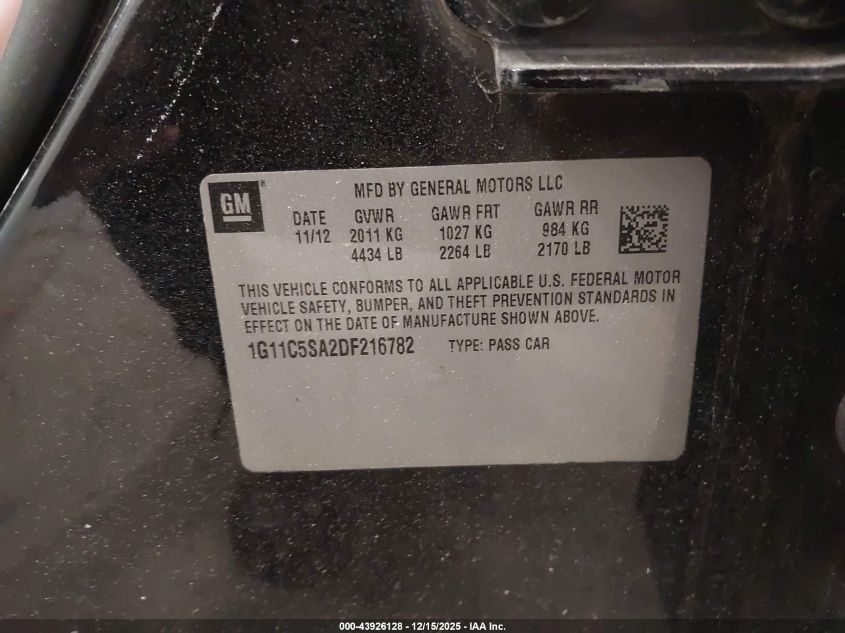 GM ®
MFD BY GENERAL MOTORS LLC
DATE GVWR GAWR FRT GAWR RR
11/12 2011 KG 1027 KG 984 KG
4434 LB 2264 LB 2170 LB
THIS VEHICLE CONFORMS TO ALL APPLICABLE U.S. FEDERAL MOTOR
VEHICLE SAFETY, BUMPER, AND THEFT PREVENTION STANDARDS IN
EFFECT ON THE DATE OF MANUFACTURE SHOWN ABOVE.
1G11C5SA2DF216782 TYPE: PASS CAR
000-43926128 - 12/15/2025 - IAA Inc.